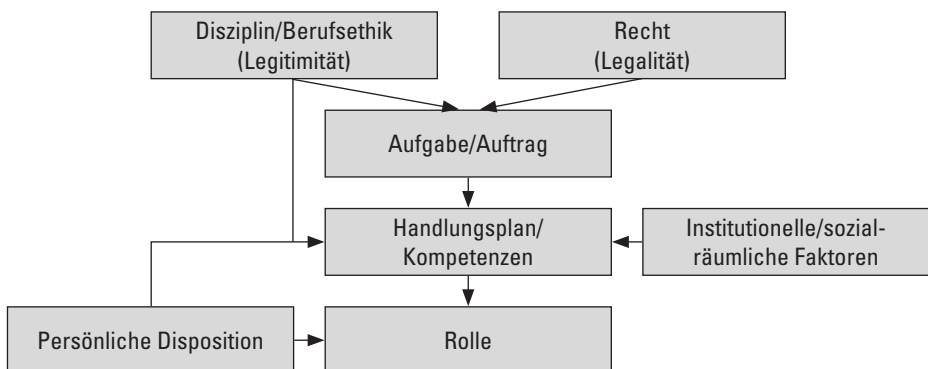 Disziplin/Berufsethik
(Legitimität)
Recht
(Legalität)
Aufgabe/Auftrag
Handlungsplan/
Kompetenzen
Institutionelle/sozial-
räumliche Faktoren
Persönliche Disposition
Rolle